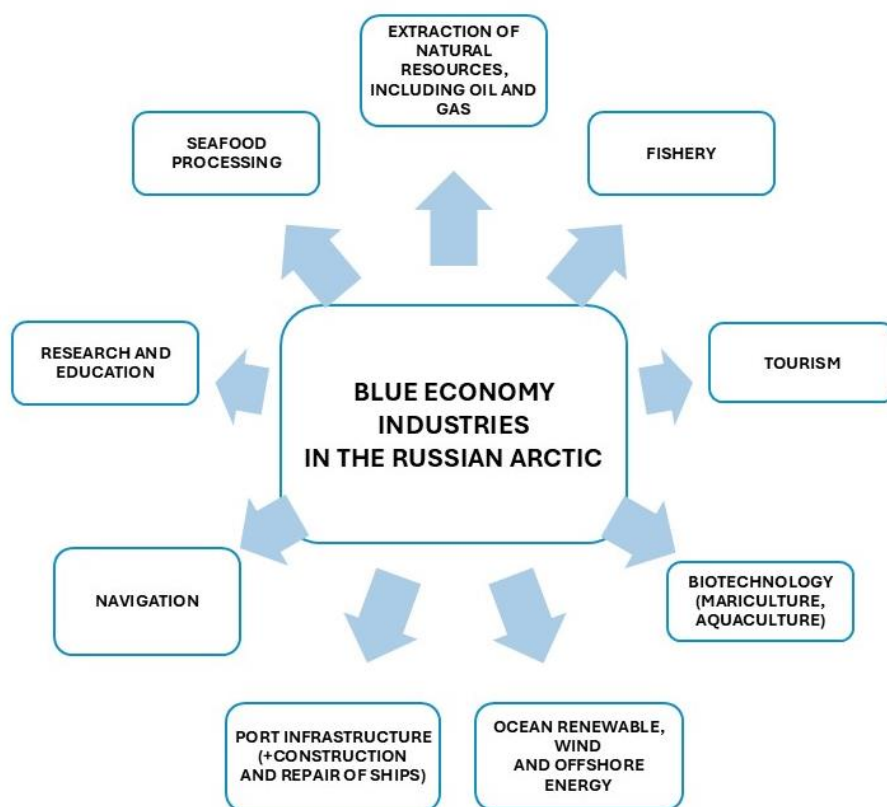 EXTRACTION OF
NATURAL
RESOURCES,
INCLUDING OIL AND
GAS
SEAFOOD
PROCESSING
FISHERY
RESEARCH AND
EDUCATION
TOURISM
BLUE ECONOMY
INDUSTRIES
IN THE RUSSIAN ARCTIC
NAVIGATION
BIOTECHNOLOGY
(MARICULTURE,
AQUACULTURE)
PORT INFRASTRUCTURE
(+CONSTRUCTION
AND REPAIR OF SHIPS)
OCEAN RENEWABLE,
WIND
AND OFFSHORE
ENERGY